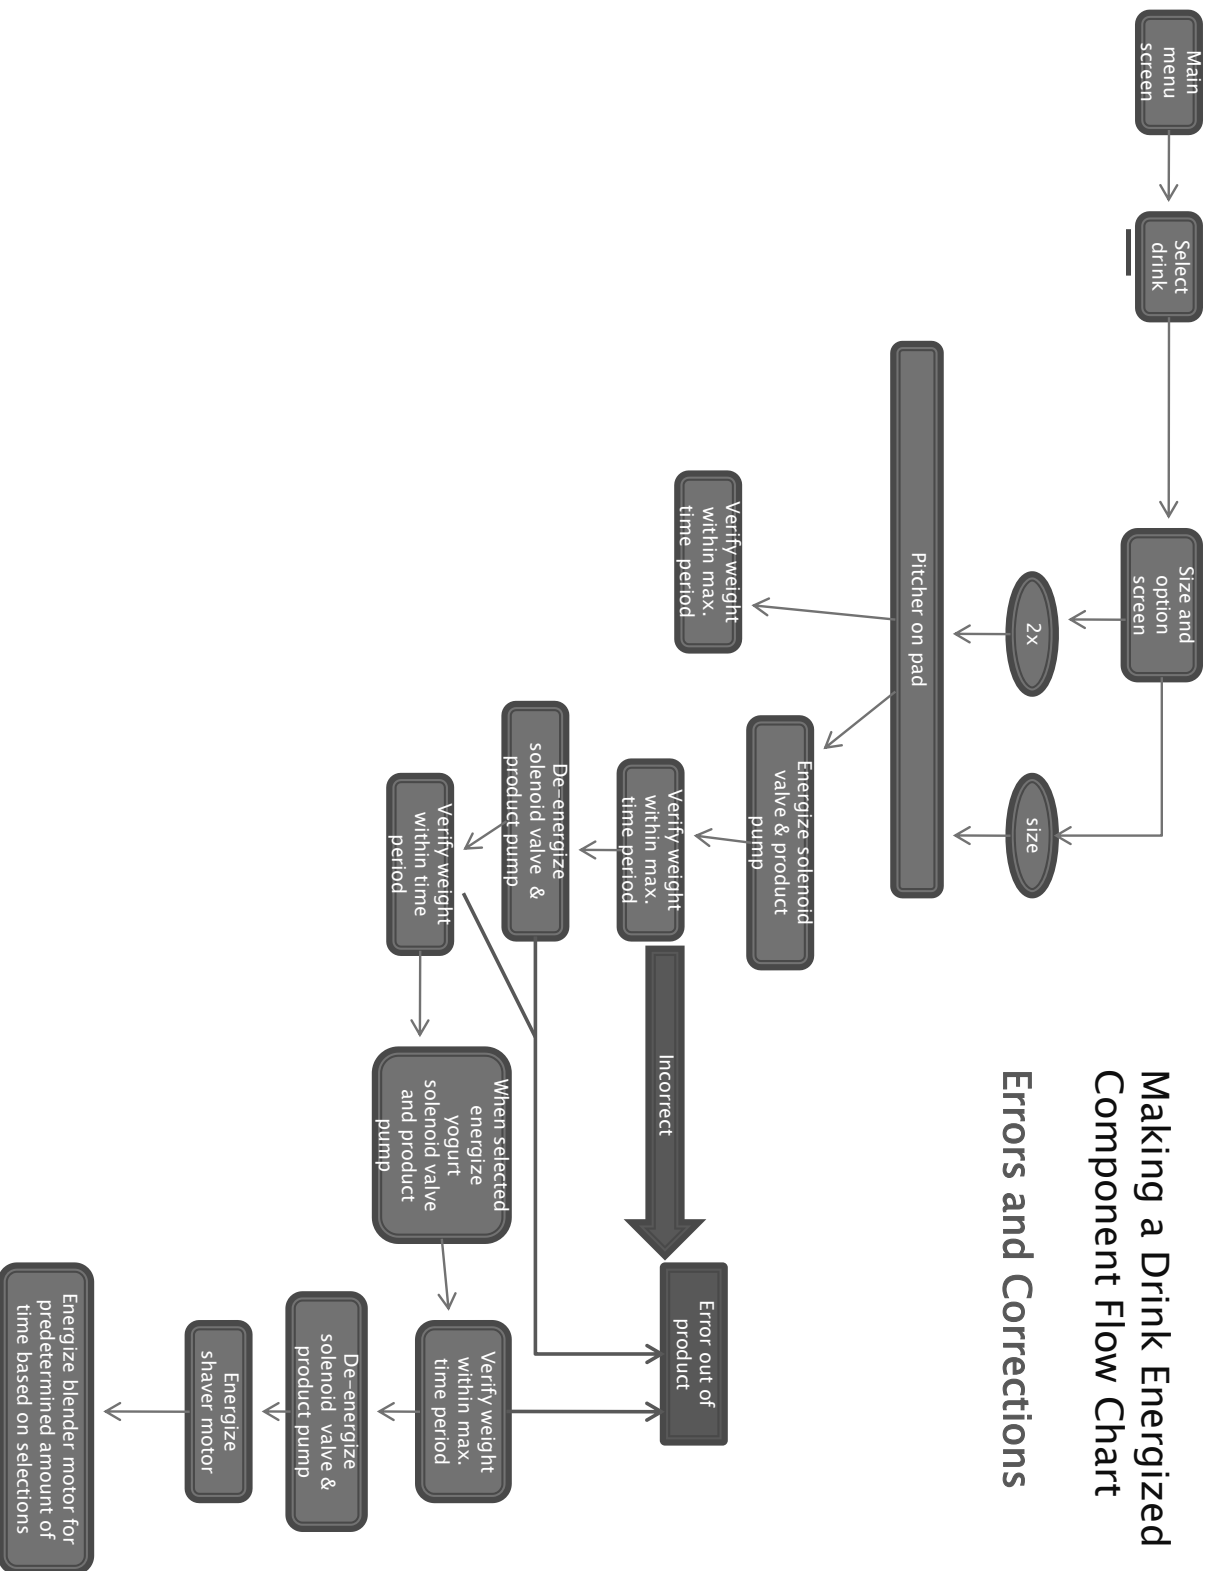 Making a Drink Energized
Component Flow Chart
Errors and Corrections
Main
menu
screen
Select
drink
Size and
option
screen
2x
size
Pitcher on pad
Verify weight
within max.
time period
Energize solenoid
valve & product
pump
Verify weight
within max.
time period
Incorrect
Error out of
product
De-energize
solenoid valve &
product pump
Verify weight
within time
period
When selected
energize
yogurt
solenoid valve
and product
pump
Verify weight
within max.
time period
De-energize
solenoid valve &
product pump
Energize
shaver motor
Energize blender motor for
predetermined amount of
time based on selections